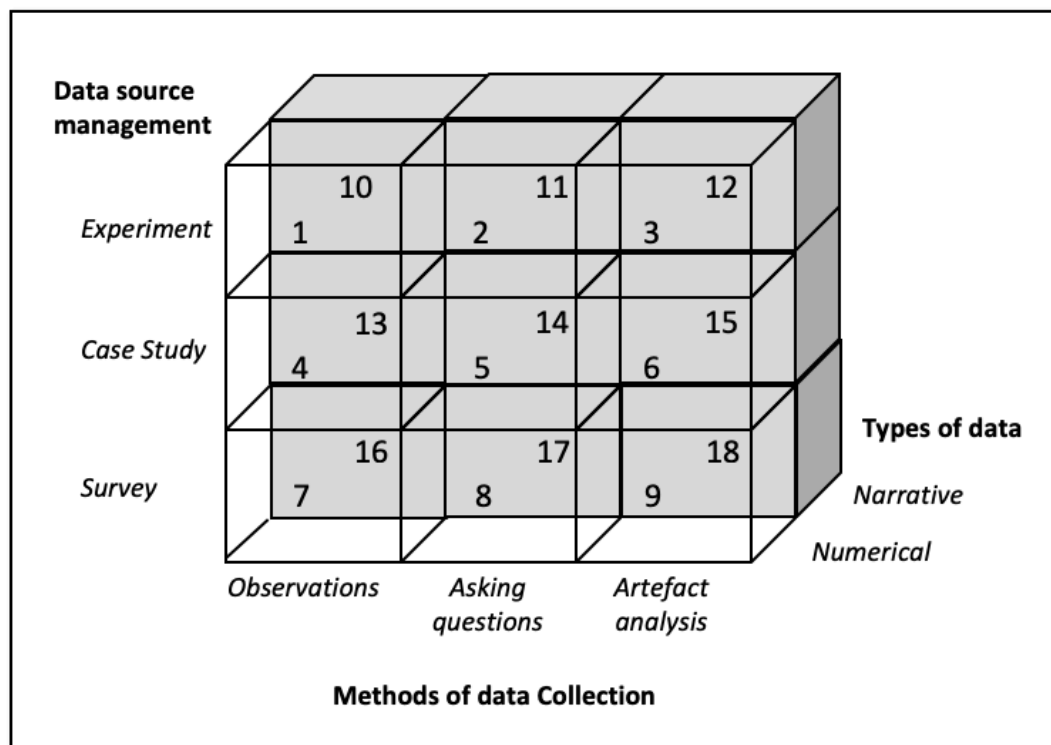 Data source
management
10 11 12
Experiment 1 2 3
13 14 15
Case Study 4 5 6
Types of data
16 17 18
Survey 7 8 9 Narrative
Numerical
Observations Asking Artefact
questions analysis
Methods of data Collection